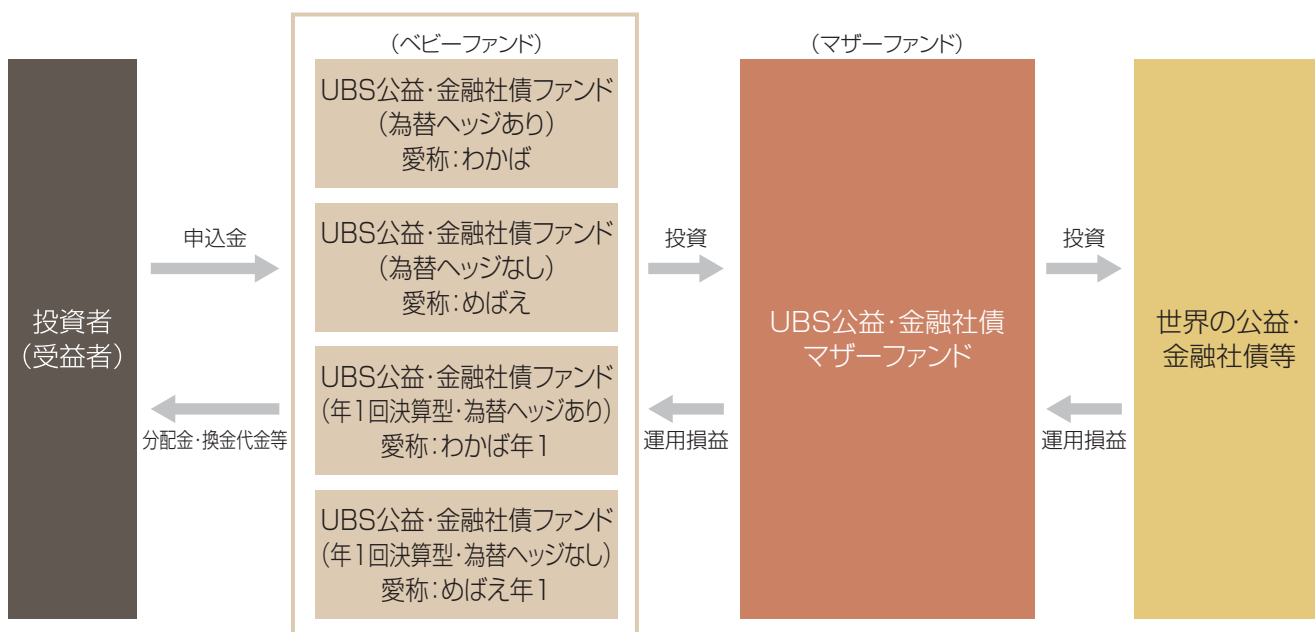 (ベビーファンド)
(マザーファンド)
投資者
(受益者)
申込金
分配金・換金代金等
UBS公益・金融社債ファンド
(為替ヘッジあり)
愛称:わかば
UBS公益・金融社債ファンド
(為替ヘッジなし)
愛称:めばえ
UBS公益・金融社債ファンド
(年1回決算型・為替ヘッジあり)
愛称:わかば年1
UBS公益・金融社債ファンド
(年1回決算型・為替ヘッジなし)
愛称:めばえ年1
投資
運用損益
UBS公益・金融社債
マザーファンド
投資
運用損益
世界の公益・
金融社債等